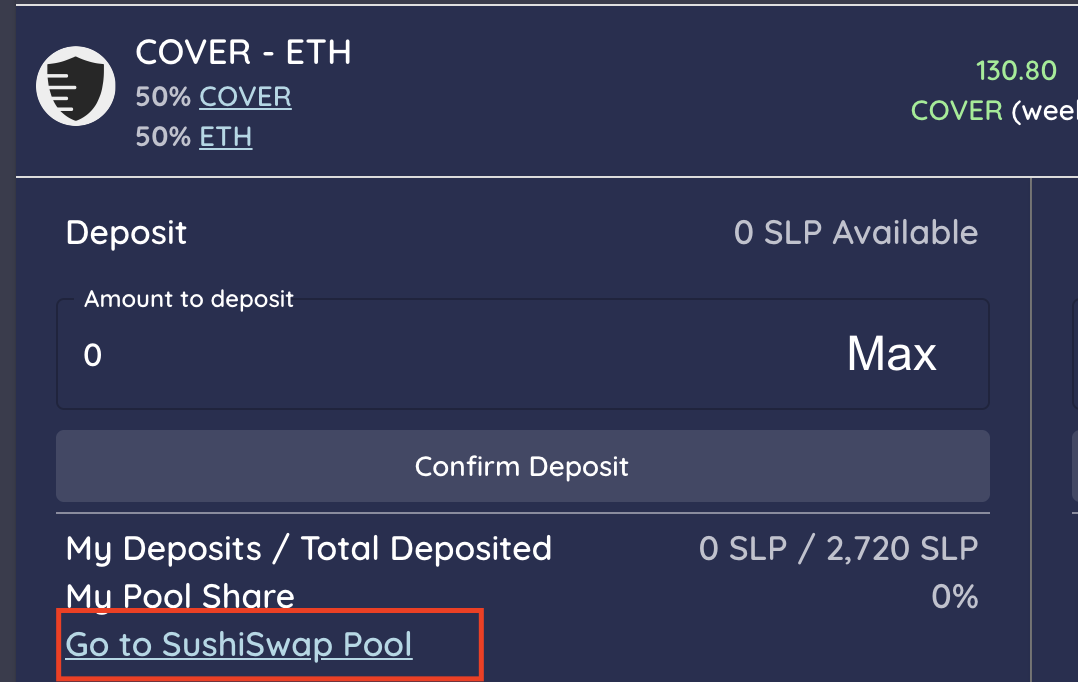 COVER - ETH
50% COVER
50% ETH
130.80
COVER
Deposit
0 SLP Available
Amount to deposit
0
Max
Confirm Deposit
My Deposits / Total Deposited
0 SLP / 2,720 SLP
My Pool Share
0%
Go to SushiSwap Pool